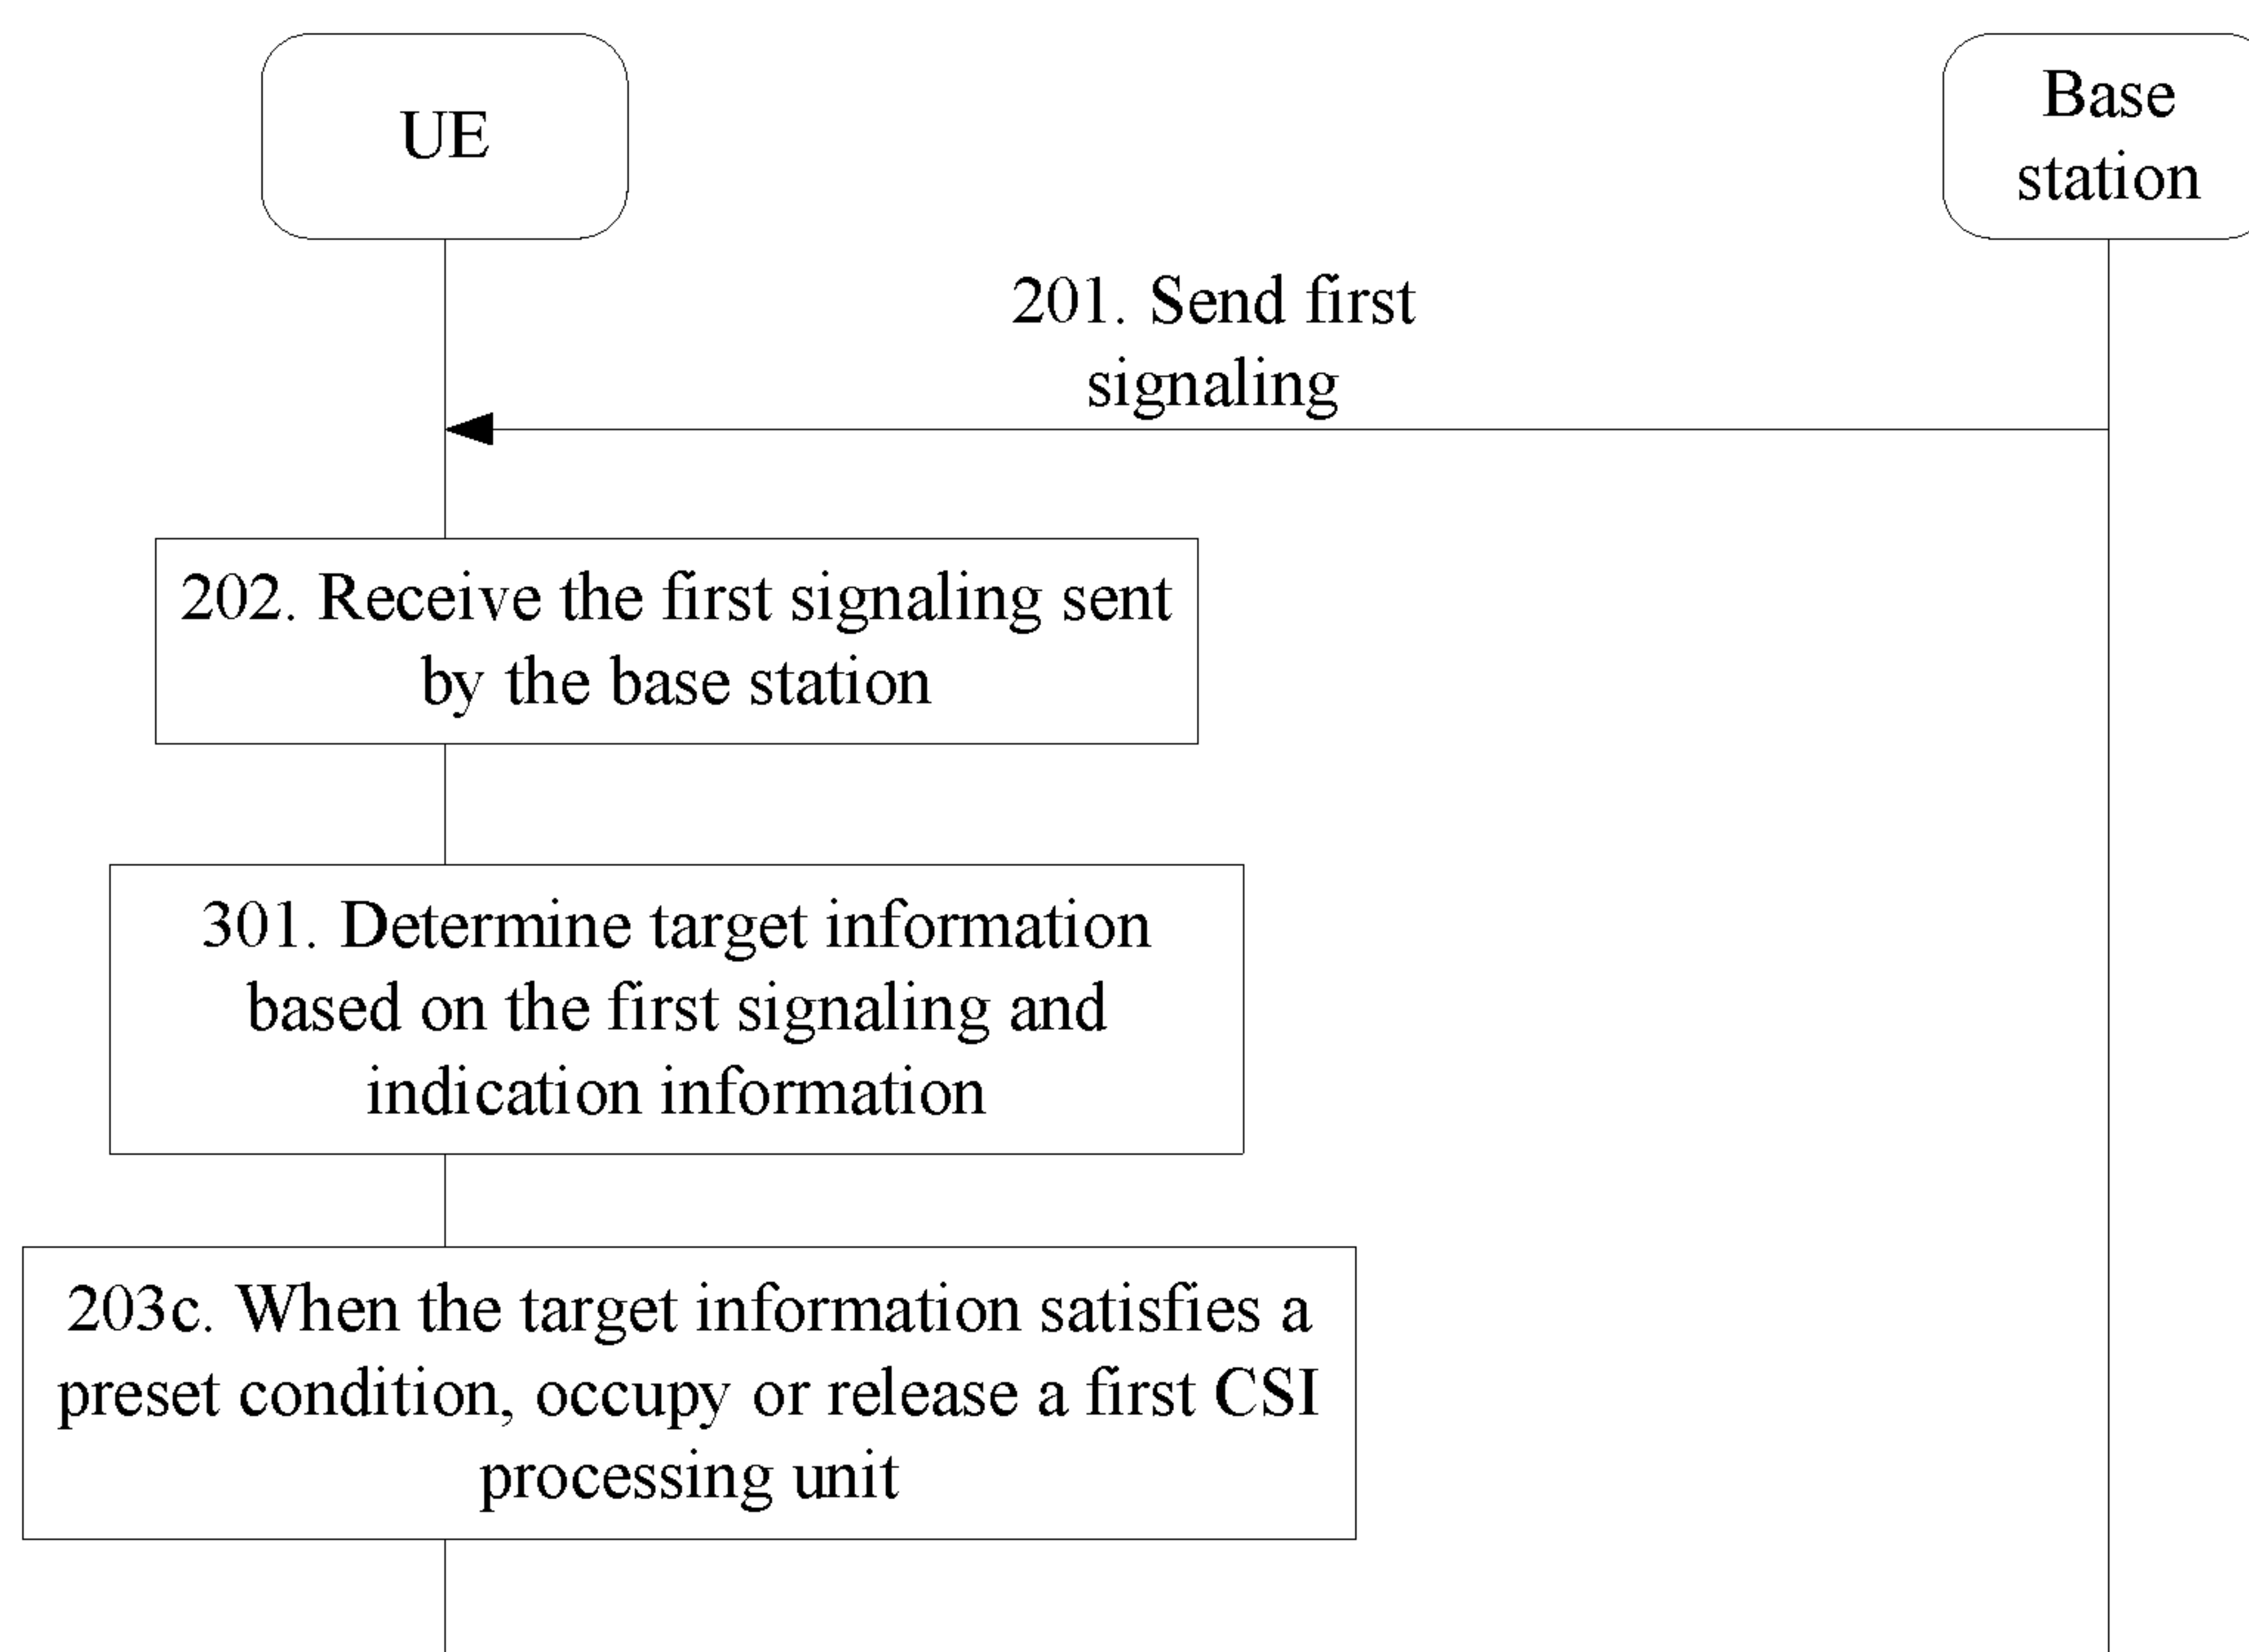 UE
Base
station
201. Send first
signaling
202. Receive the first signaling sent
by the base station
301. Determine target information
based on the first signaling and
indication information
203c. When the target information satisfies a
preset condition, occupy or release a first CSI
processing unit